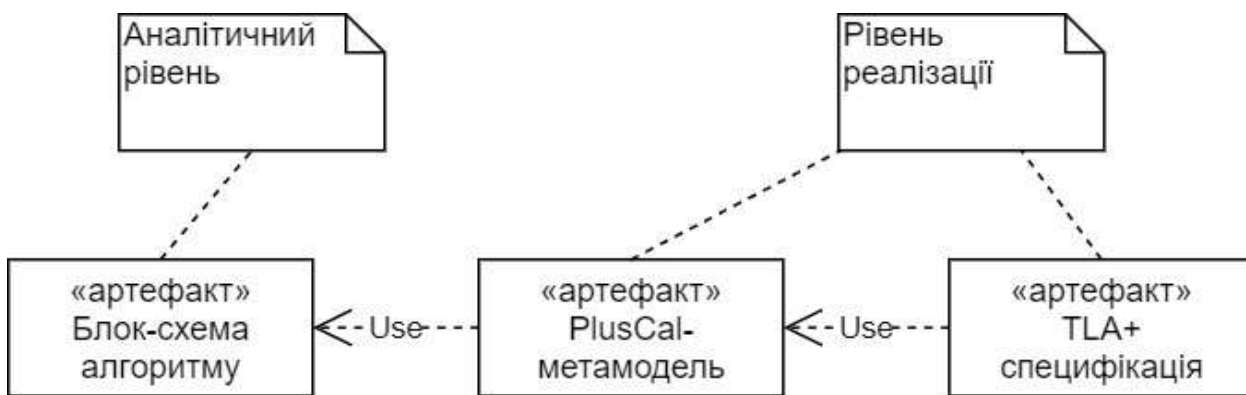 Аналітичний
рівень
Рівень
реалізації
«артефакт»
Блок-схема
алгоритму
Use
«артефакт»
PlusCal-
метамодель
Use
«артефакт»
TLA+
специфікація